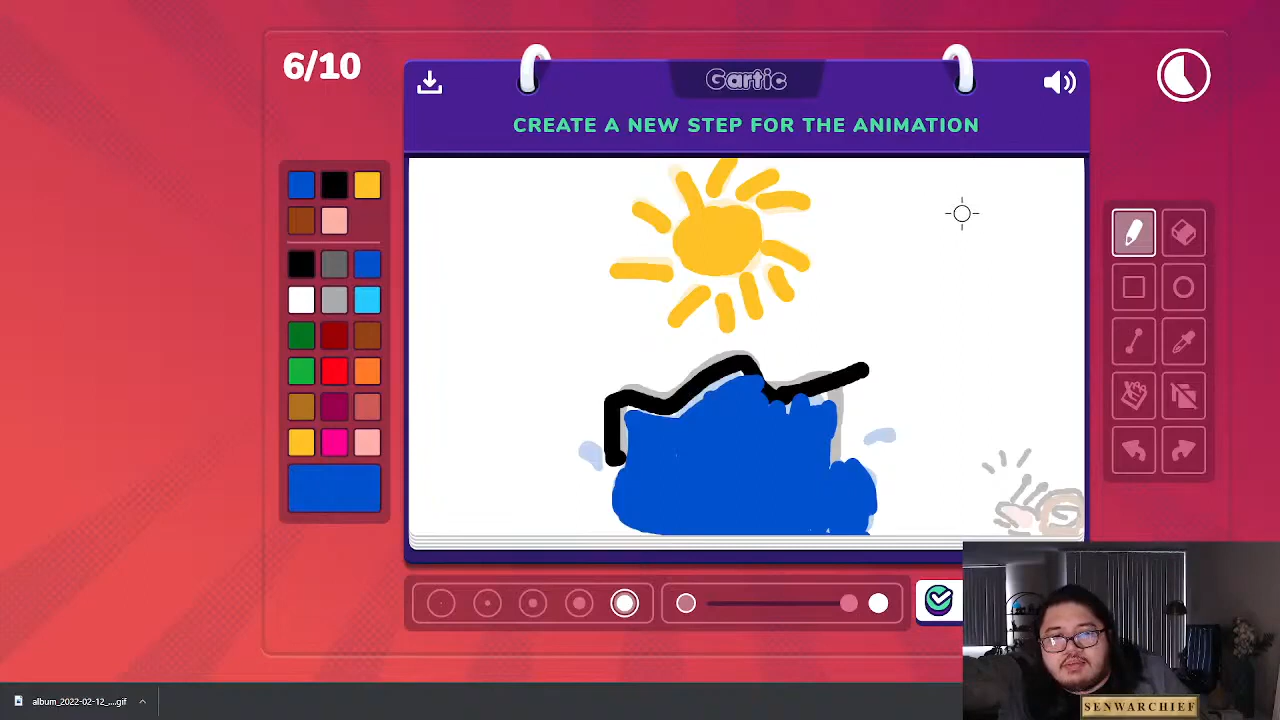 6/10
Gartic
CREATE A NEW STEP FOR THE ANIMATION
album_2022-02-12_....gif
SENWARCHIEF